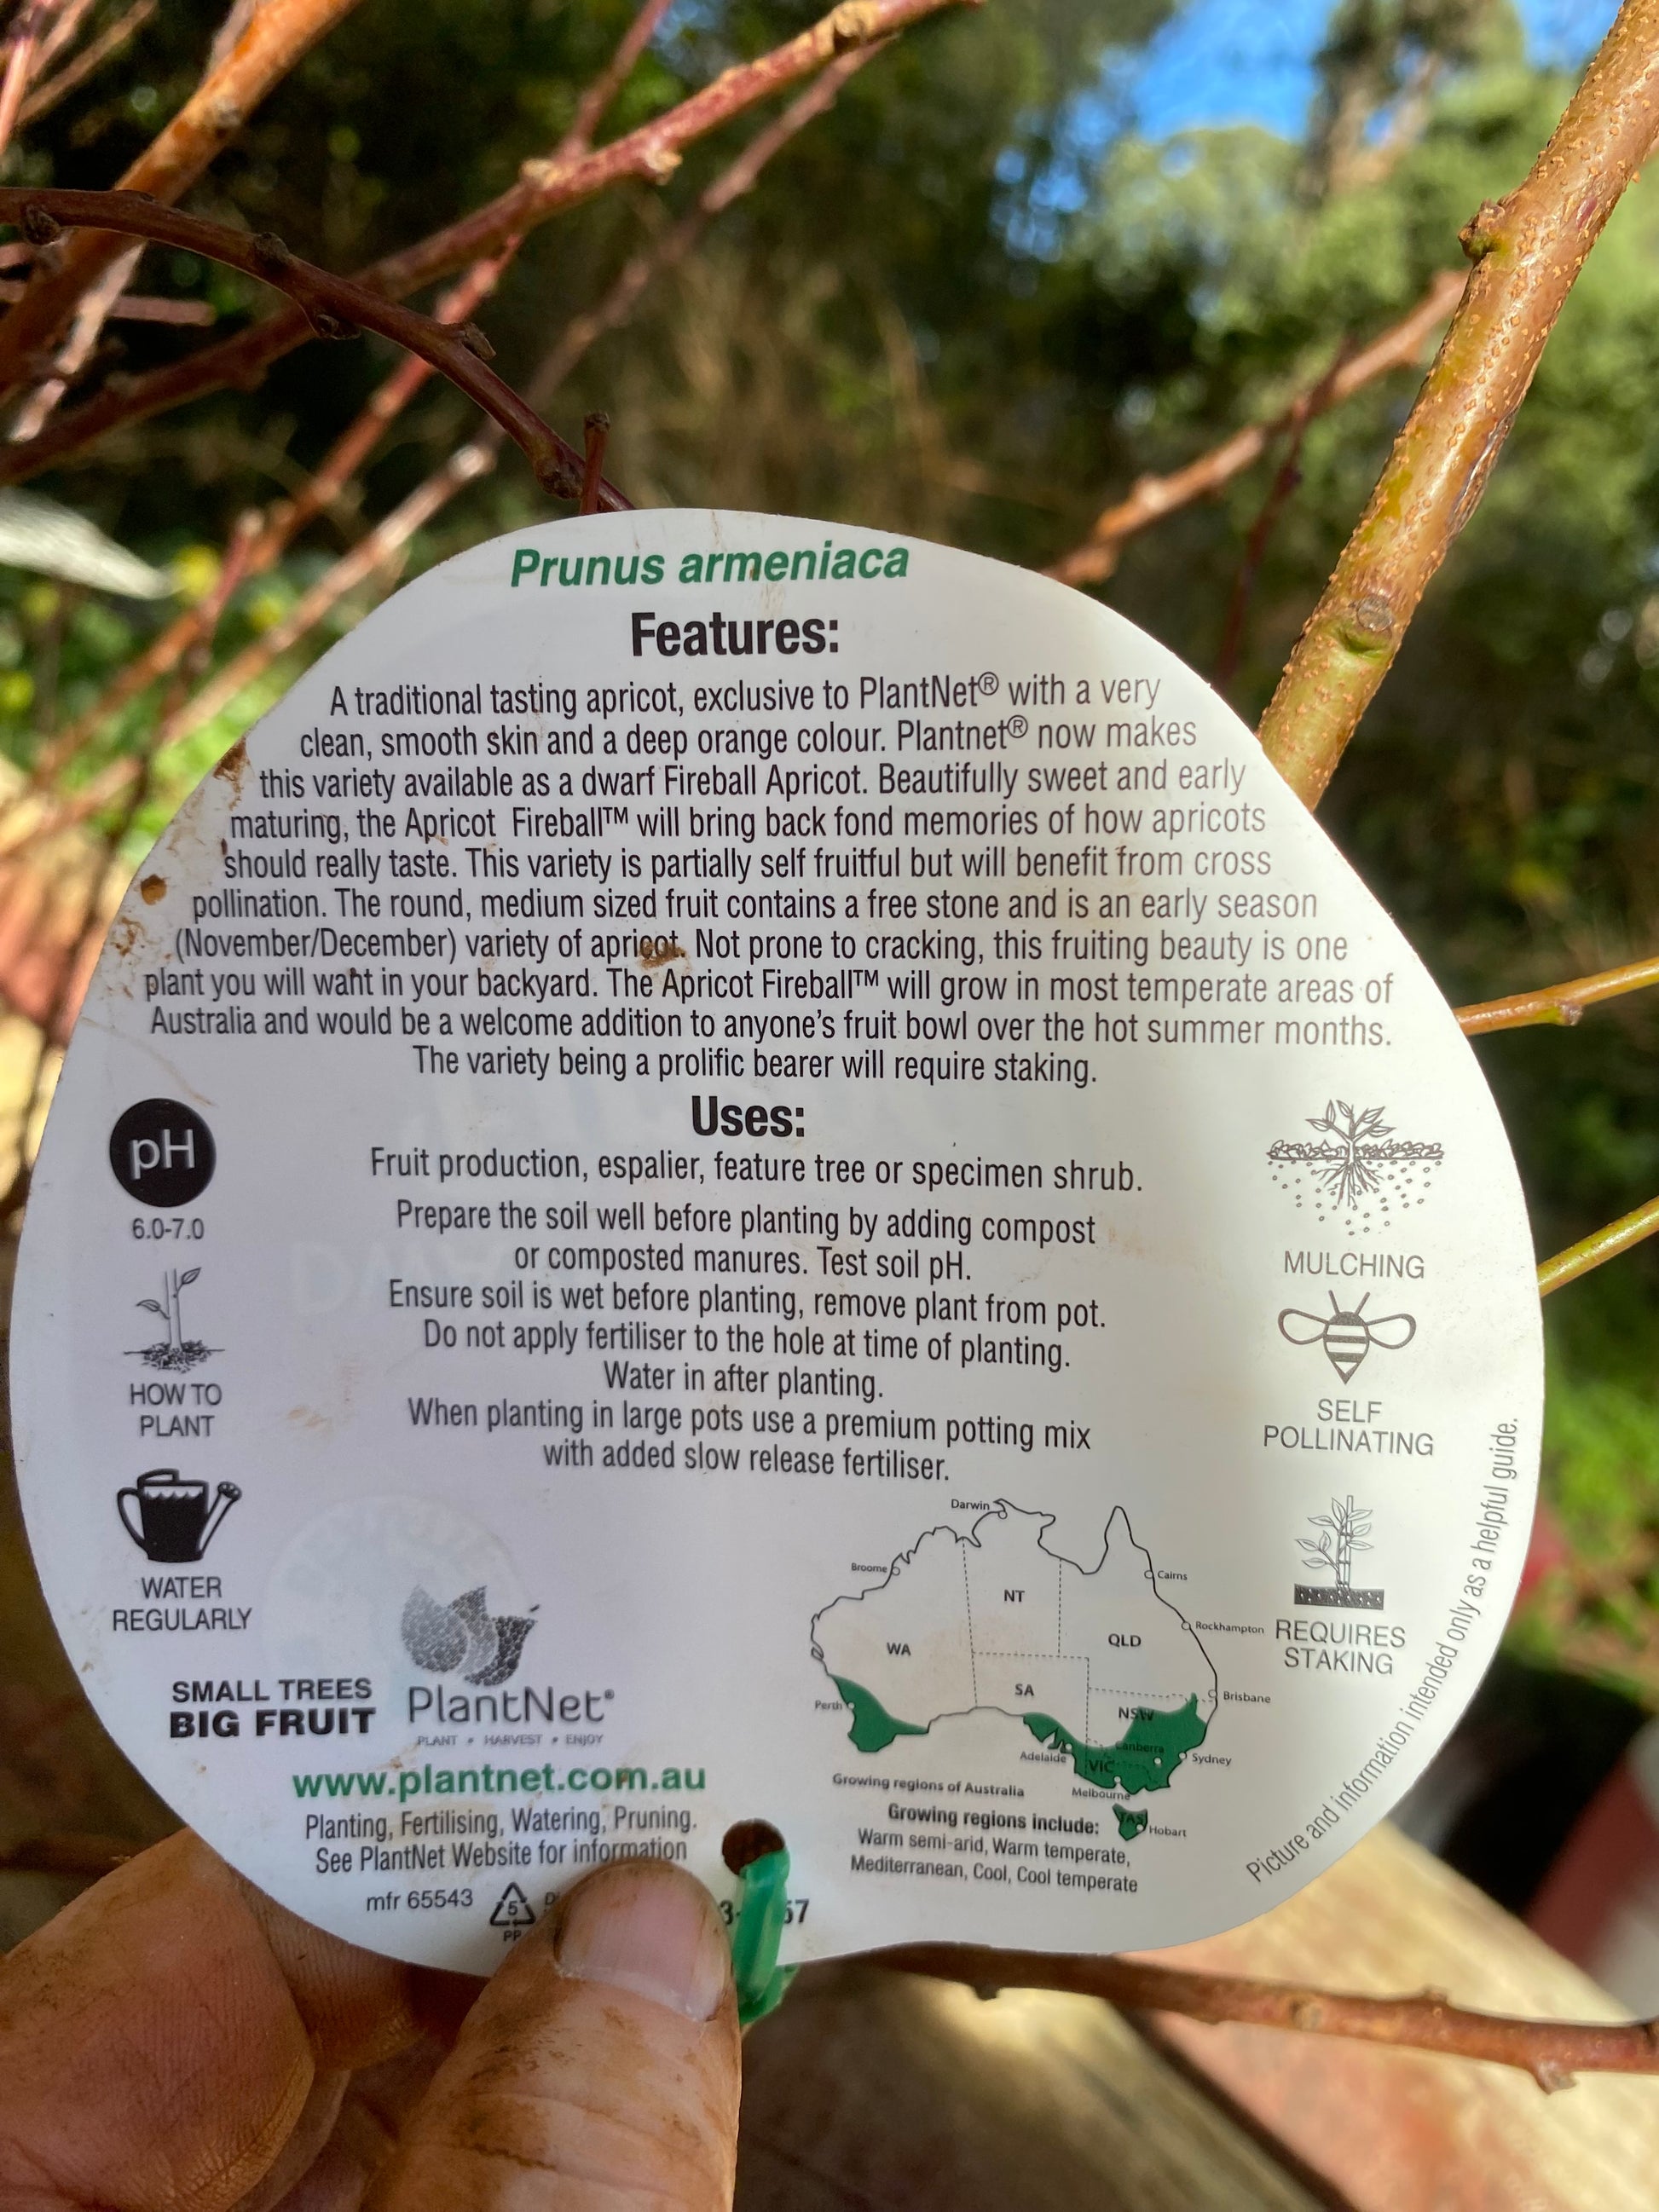 Prunus armeniaca
Features:
A traditional tasting apricot, exclusive to PlantNet® with a very
clean, smooth skin and a deep orange colour. Plantnet® now makes
this variety available as a dwarf Fireball Apricot. Beautifully sweet and early
maturing, the Apricot Fireball™ will bring back fond memories of how apricots
should really taste. This variety is partially self fruitful but will benefit from cross
pollination. The round, medium sized fruit contains a free stone and is an early season
(November/December) variety of apricot. Not prone to cracking, this fruiting beauty is one
plant you will want in your backyard. The Apricot Fireball™ will grow in most temperate areas of
Australia and would be a welcome addition to anyone's fruit bowl over the hot summer months.
The variety being a prolific bearer will require staking.
Uses:
Fruit production, espalier, feature tree or specimen shrub.
Prepare the soil well before planting by adding compost
or composted manures. Test soil pH.
Ensure soil is wet before planting, remove plant from pot.
Do not apply fertiliser to the hole at time of planting.
Water in after planting.
When planting in large pots use a premium potting mix
with added slow release fertiliser.
pH
6.0-7.0
HOW TO
PLANT
WATER
REGULARLY
MULCHING
SELF
POLLINATING
REQUIRES
STAKING
SMALL TREES
BIG FRUIT
PlantNet®
PLANT • HARVEST • ENJOY
www.plantnet.com.au
Planting, Fertilising, Watering, Pruning.
See PlantNet Website for information
mfr 65543
5
PP
Darwin
Broome
Cairns
NT
Rockhampton
WA
QLD
SA
Brisbane
Perth
NSW
Canberra
Adelaide
Sydney
VIC
Melbourne
Growing regions of Australia
TAS
Hobart
Growing regions include:
Warm semi-arid, Warm temperate,
Mediterranean, Cool, Cool temperate
Picture and information intended only as a helpful guide.